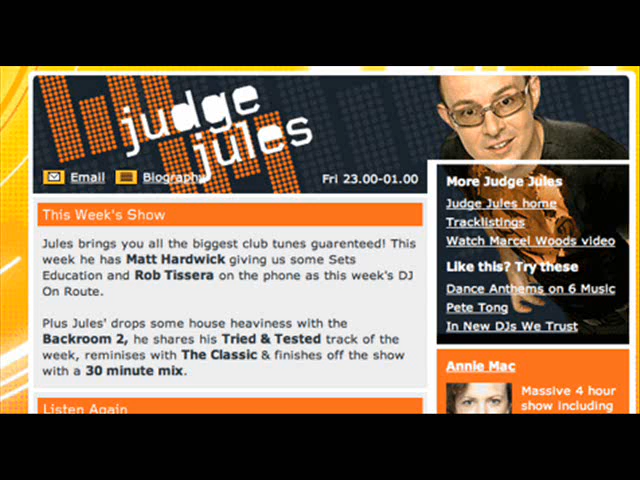 judge
jules
Email
Biography
Fri 23.00-01.00
This Week's Show
Jules brings you all the biggest club tunes guarenteed! This
week he has Matt Hardwick giving us some Sets
Education and Rob Tissera on the phone as this week's DJ
On Route.
Plus Jules' drops some house heaviness with the
Backroom 2, he shares his Tried & Tested track of the
week, reminises with The Classic & finishes off the show
with a 30 minute mix.
Listen Again
More Judge Jules
Judge Jules home
Tracklistings
Watch Marcel Woods video
Like this? Try these
Dance Anthems on 6 Music
Pete Tong
In New DJs We Trust
Annie Mac
Massive 4 hour
show including